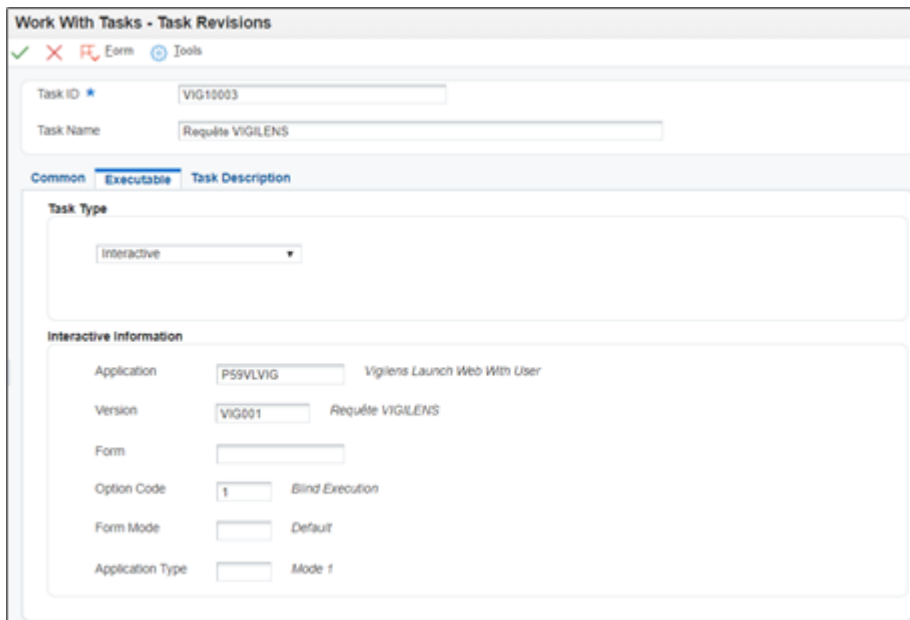 Work With Tasks - Task Revisions
Form Tools
Task ID * VIG10003
Task Name Requête VIGILENS
Common Executable Task Description
Task Type
Interactive
Interactive Information
Application P59VLVIG Vigilens Launch Web With User
Version VIG001 Requête VIGILENS
Form
Option Code 1 Blind Execution
Form Mode Default
Application Type Mode 1